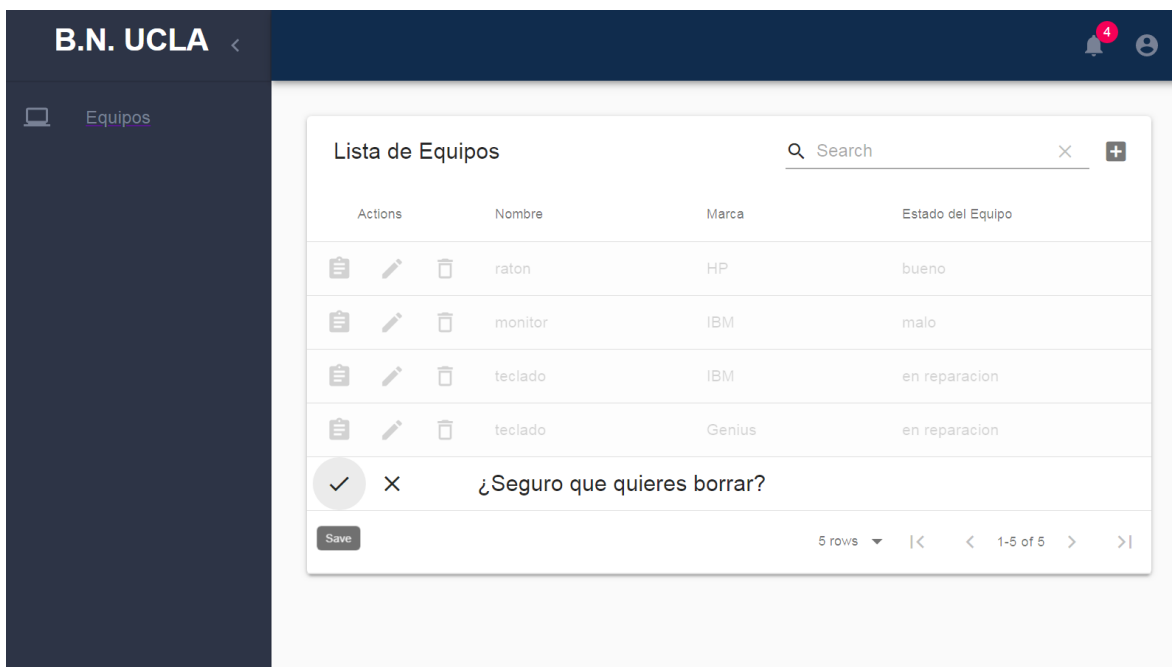 B.N. UCLA
4
Equipos
Lista de Equipos Search
Actions Nombre Marca Estado del Equipo
raton HP bueno
monitor IBM malo
teclado IBM en reparacion
teclado Genius en reparacion
¿Seguro que quieres borrar?
Save 5 rows 1-5 of 5